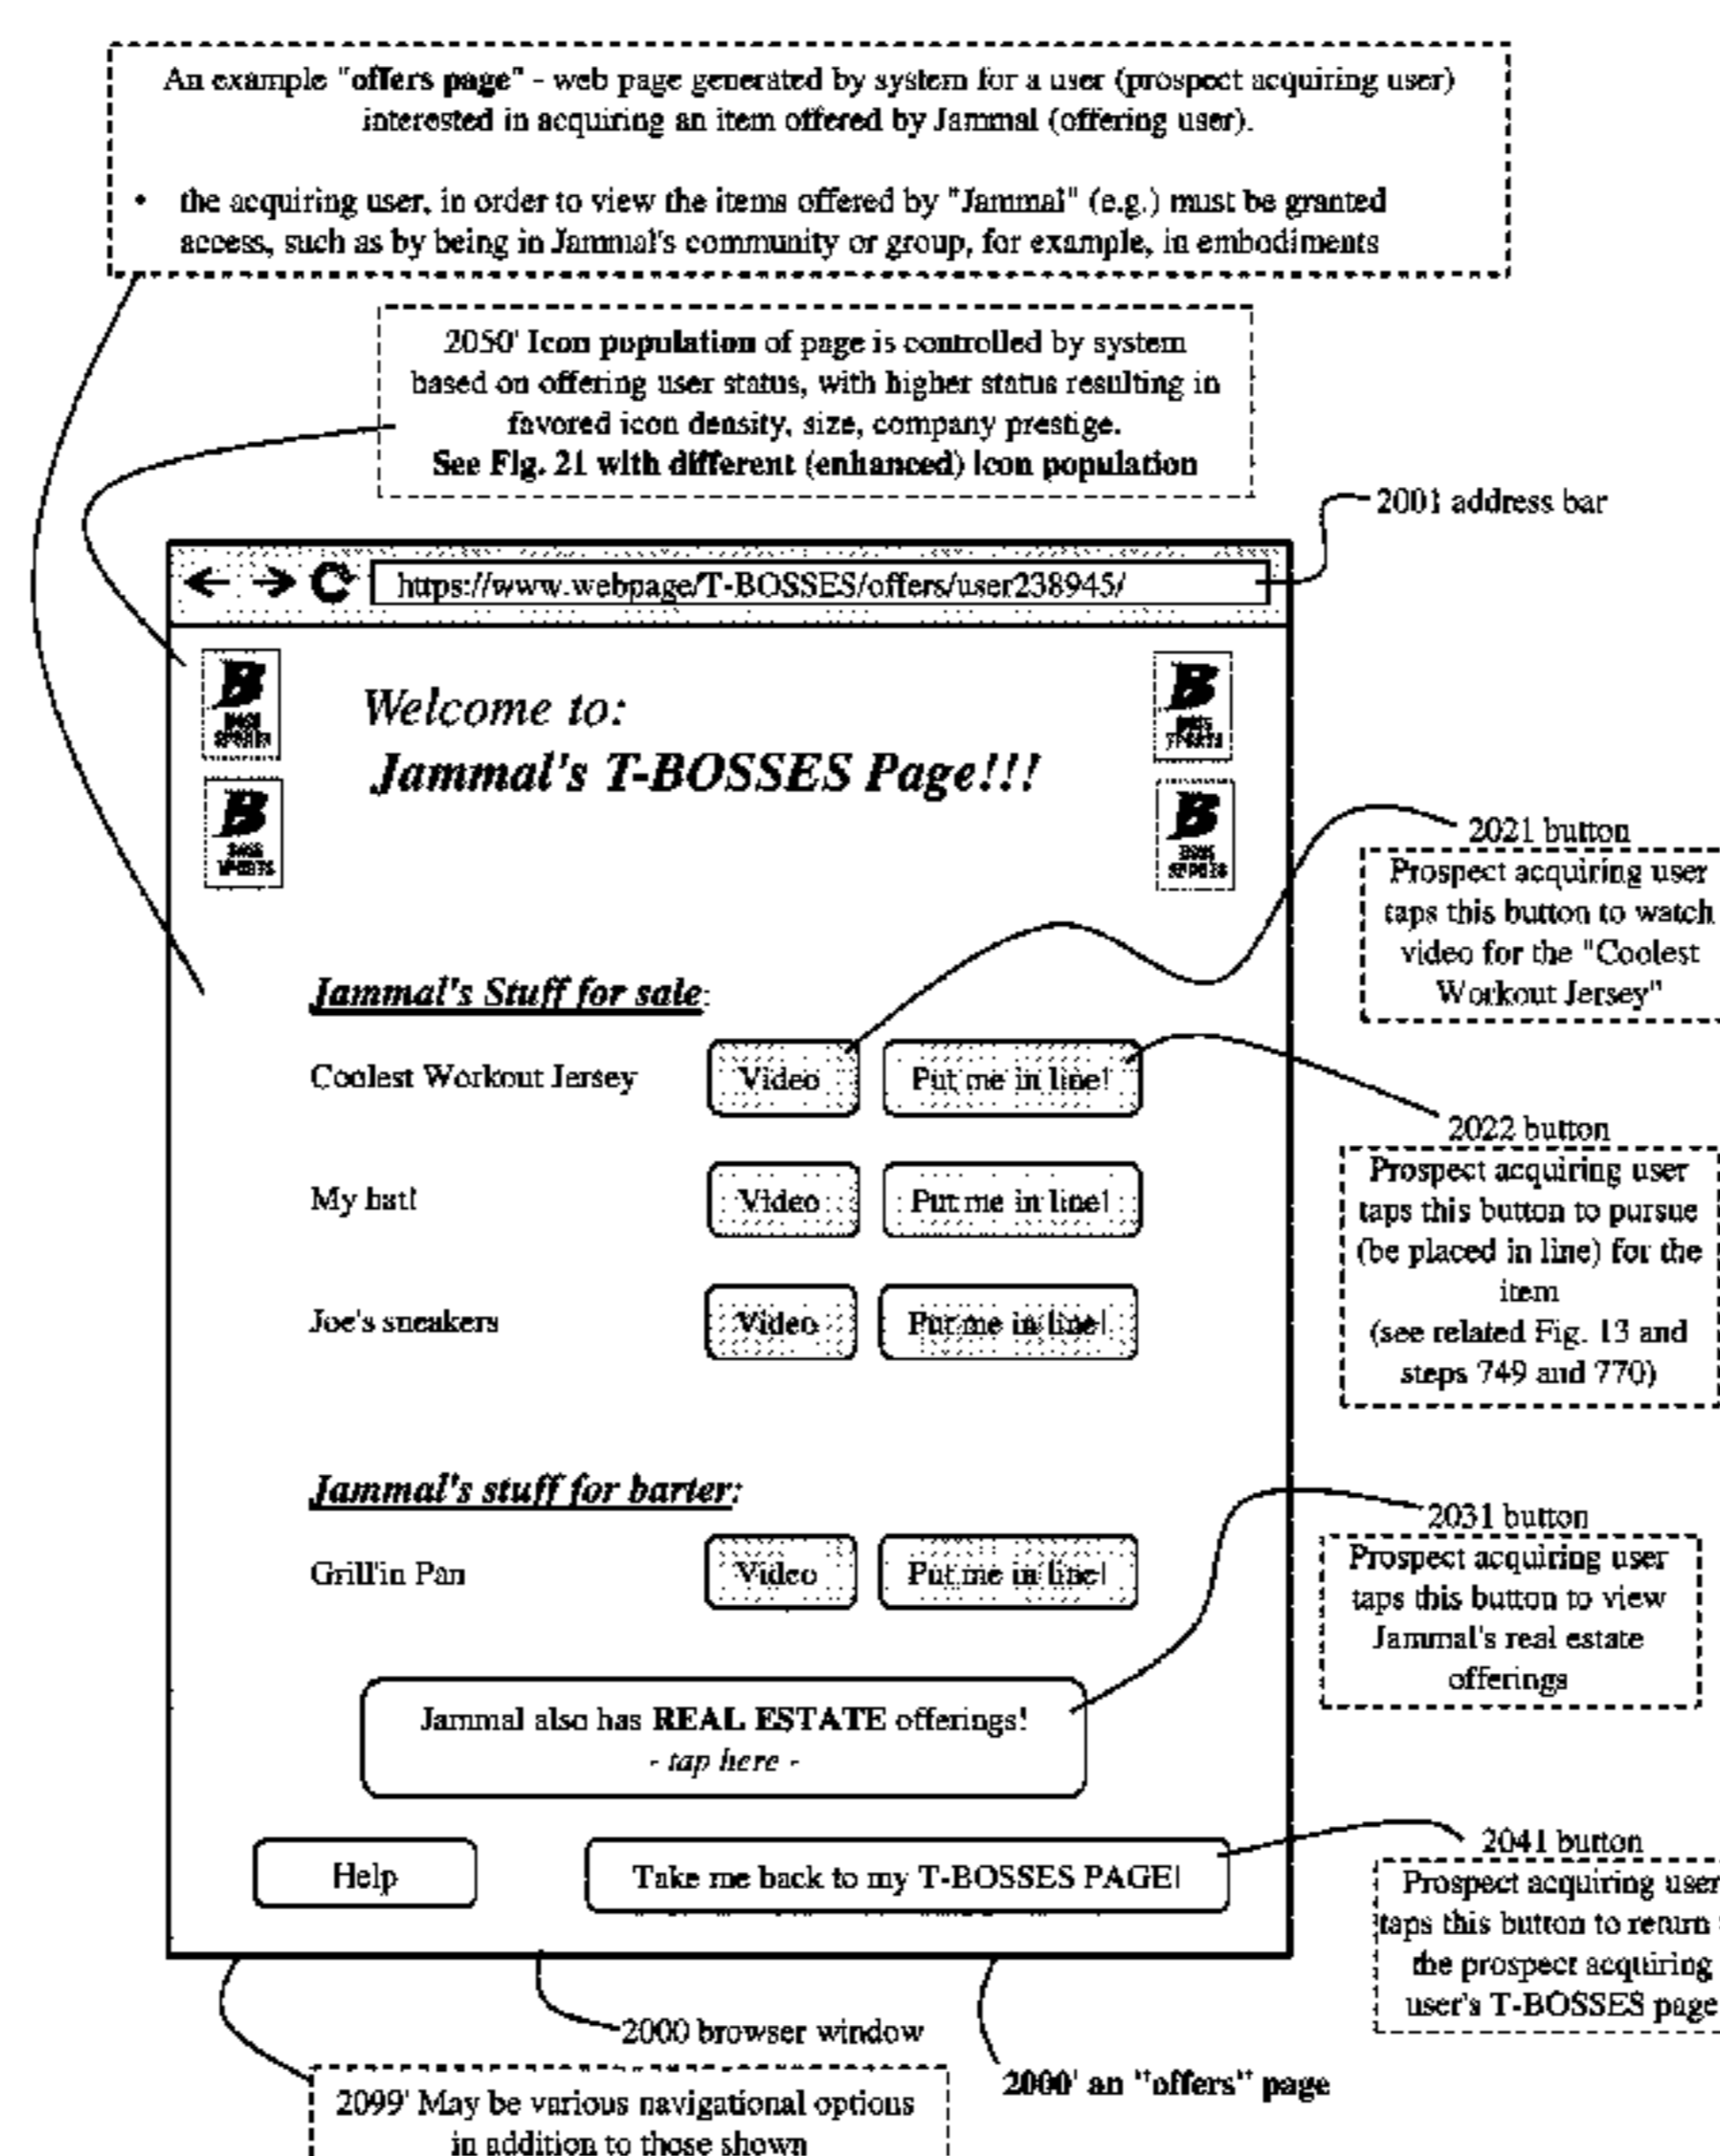 An example "offers page" - web page generated by system for a user (prospect acquiring user)
interested in acquiring an item offered by Jammal (offering user).
• the acquiring user, in order to view the items offered by "Jammal" (e.g.) must be granted
access, such as by being in Jammal's community or group, for example, in embodiments
2050' Icon population of page is controlled by system
based on offering user status, with higher status resulting in
favored icon density, size, company prestige.
See Fig. 21 with different (enhanced) Icon population
2001 address bar
https://www.webpage/T-BOSSES/offers/user238945/
B
B
Welcome to:
Jammal's T-BOSSES Page!!!
B
B
2021 button
Prospect acquiring user
taps this button to watch
video for the "Coolest
Workout Jersey"
Jammal's Stuff for sale:
Coolest Workout Jersey Video Put me in line!
2022 button
Prospect acquiring user
taps this button to pursue
(be placed in line) for the
item
(see related Fig. 13 and
steps 749 and 770)
My Video Put me in line!
Joe's sneakers Video Put me in line!
Jammal's stuff for barter:
Grill'in Pan Video Put me in line!
2031 button
Prospect acquiring user
taps this button to view
Jammal's real estate
offerings
Jammal also has REAL ESTATE offerings!
- tap here -
Help Take me back to my T-BOSSES PAGE!
2041 button
Prospect acquiring user
taps this button to return
the prospect acquiring
user's T-BOSSES page
2000 browser window
2000' an "offers" page
2099' May be various navigational options
in addition to those shown